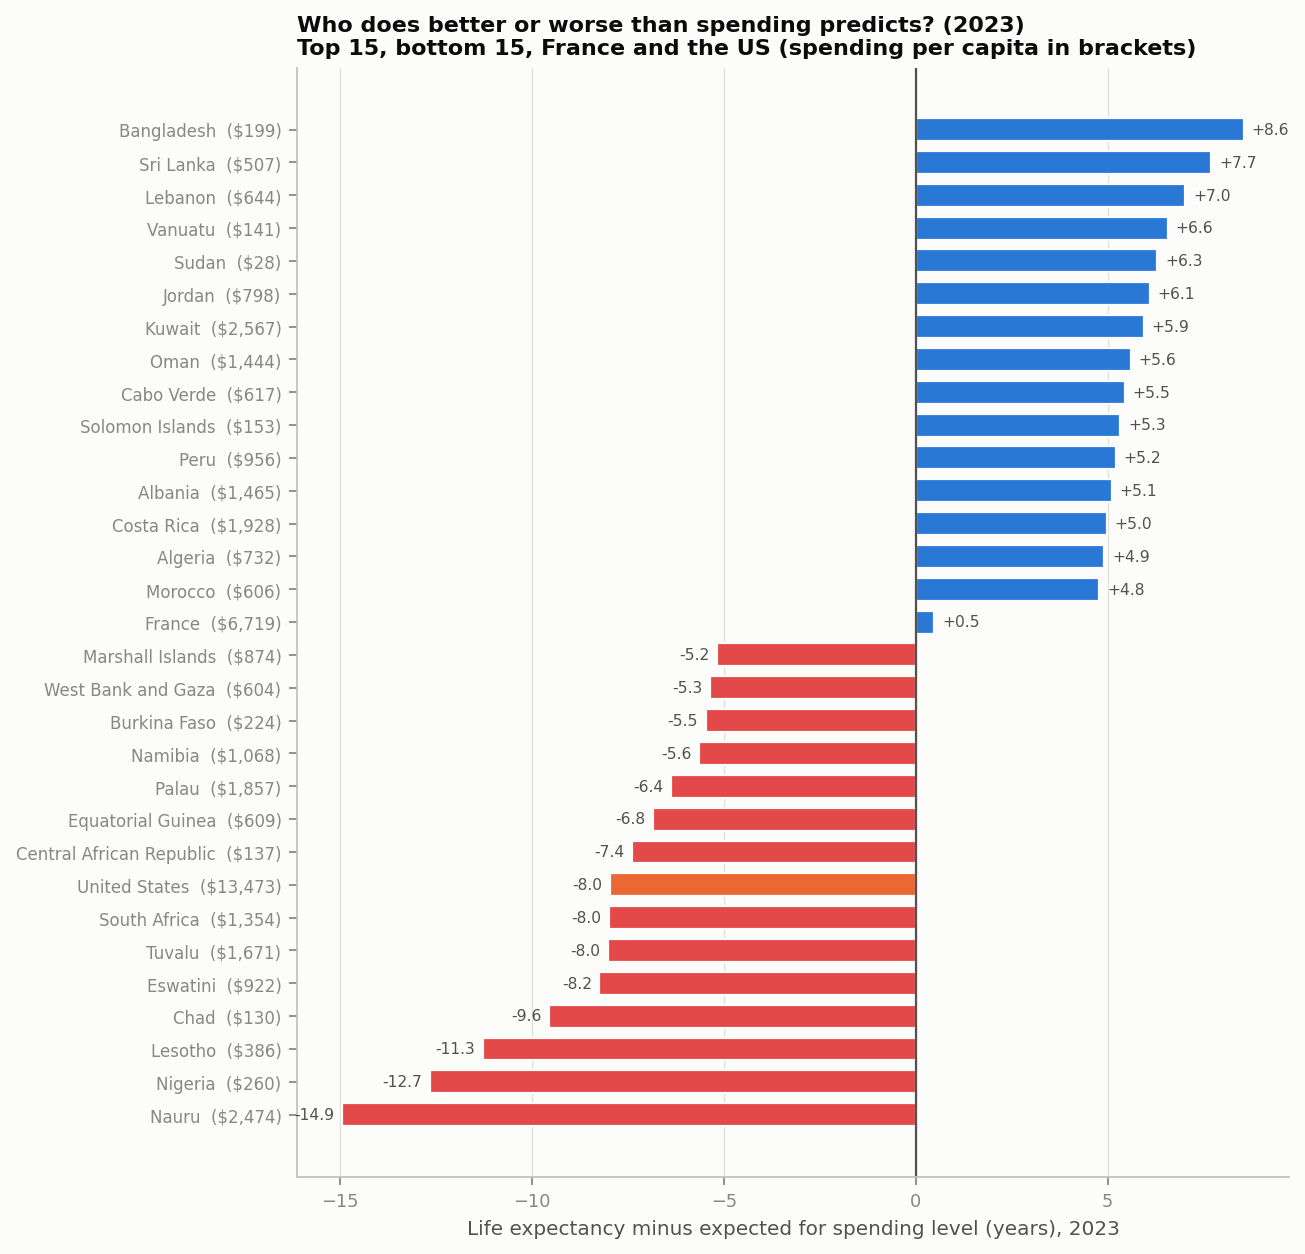 Who does better or worse than spending predicts? (2023)
Top 15, bottom 15, France and the US (spending per capita in brackets)
Bangladesh ($199) +8.6
Sri Lanka ($507) +7.7
Lebanon ($644) +7.0
Vanuatu ($141) +6.6
Sudan ($28) +6.3
Jordan ($798) +6.1
Kuwait ($2,567) +5.9
Oman ($1,444) +5.6
Cabo Verde ($617) +5.5
Solomon Islands ($153) +5.3
Peru ($956) +5.2
Albania ($1,465) +5.1
Costa Rica ($1,928) +5.0
Algeria ($732) +4.9
Morocco ($606) +4.8
France ($6,719) +0.5
Marshall Islands ($874) -5.2
West Bank and Gaza ($604) -5.3
Burkina Faso ($224) -5.5
Namibia ($1,068) -5.6
Palau ($1,857) -6.4
Equatorial Guinea ($609) -6.8
Central African Republic ($137) -7.4
United States ($13,473) -8.0
South Africa ($1,354) -8.0
Tuvalu ($1,671) -8.0
Eswatini ($922) -8.2
Chad ($130) -9.6
Lesotho ($386) -11.3
Nigeria ($260) -12.7
Nauru ($2,474) -14.9
−15 −10 −5 0 5
Life expectancy minus expected for spending level (years), 2023